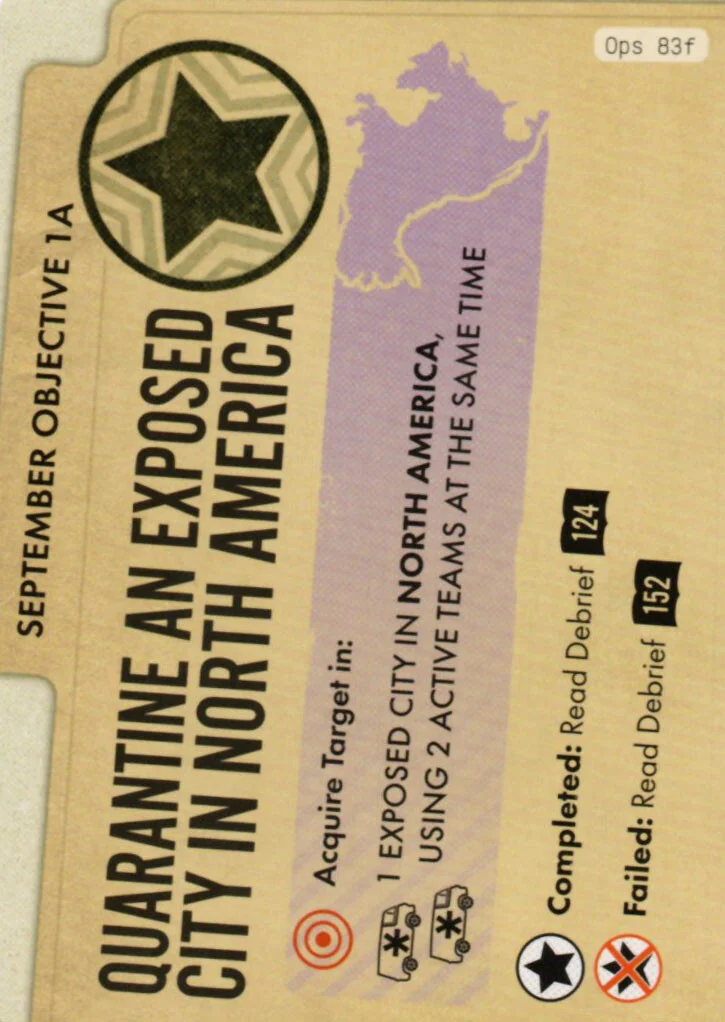 SEPTEMBER OBJECTIVE 1A
QUARANTINE AN EXPOSED
CITY IN NORTH AMERICA
Acquire Target in:
1 EXPOSED CITY IN NORTH AMERICA,
USING 2 ACTIVE TEAMS AT THE SAME TIME
Completed: Read Debrief 124
Failed: Read Debrief 152
Ops 83f